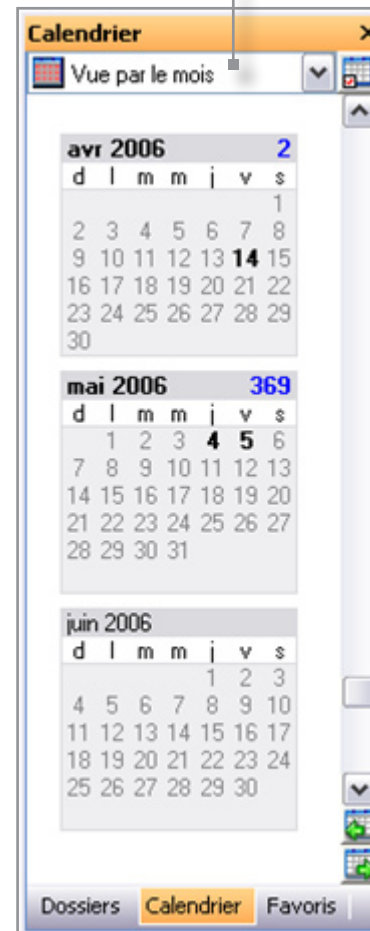 Calendrier
Vue par le mois
avr 2006 2
d l m m j v s
1
2 3 4 5 6 7 8
9 10 11 12 13 14 15
16 17 18 19 20 21 22
23 24 25 26 27 28 29
30
mai 2006 369
d l m m j v s
1 2 3 4 5 6
7 8 9 10 11 12 13
14 15 16 17 18 19 20
21 22 23 24 25 26 27
28 29 30 31
juin 2006
d l m m j v s
1 2 3
4 5 6 7 8 9 10
11 12 13 14 15 16 17
18 19 20 21 22 23 24
25 26 27 28 29 30
Dossiers Calendrier Favoris